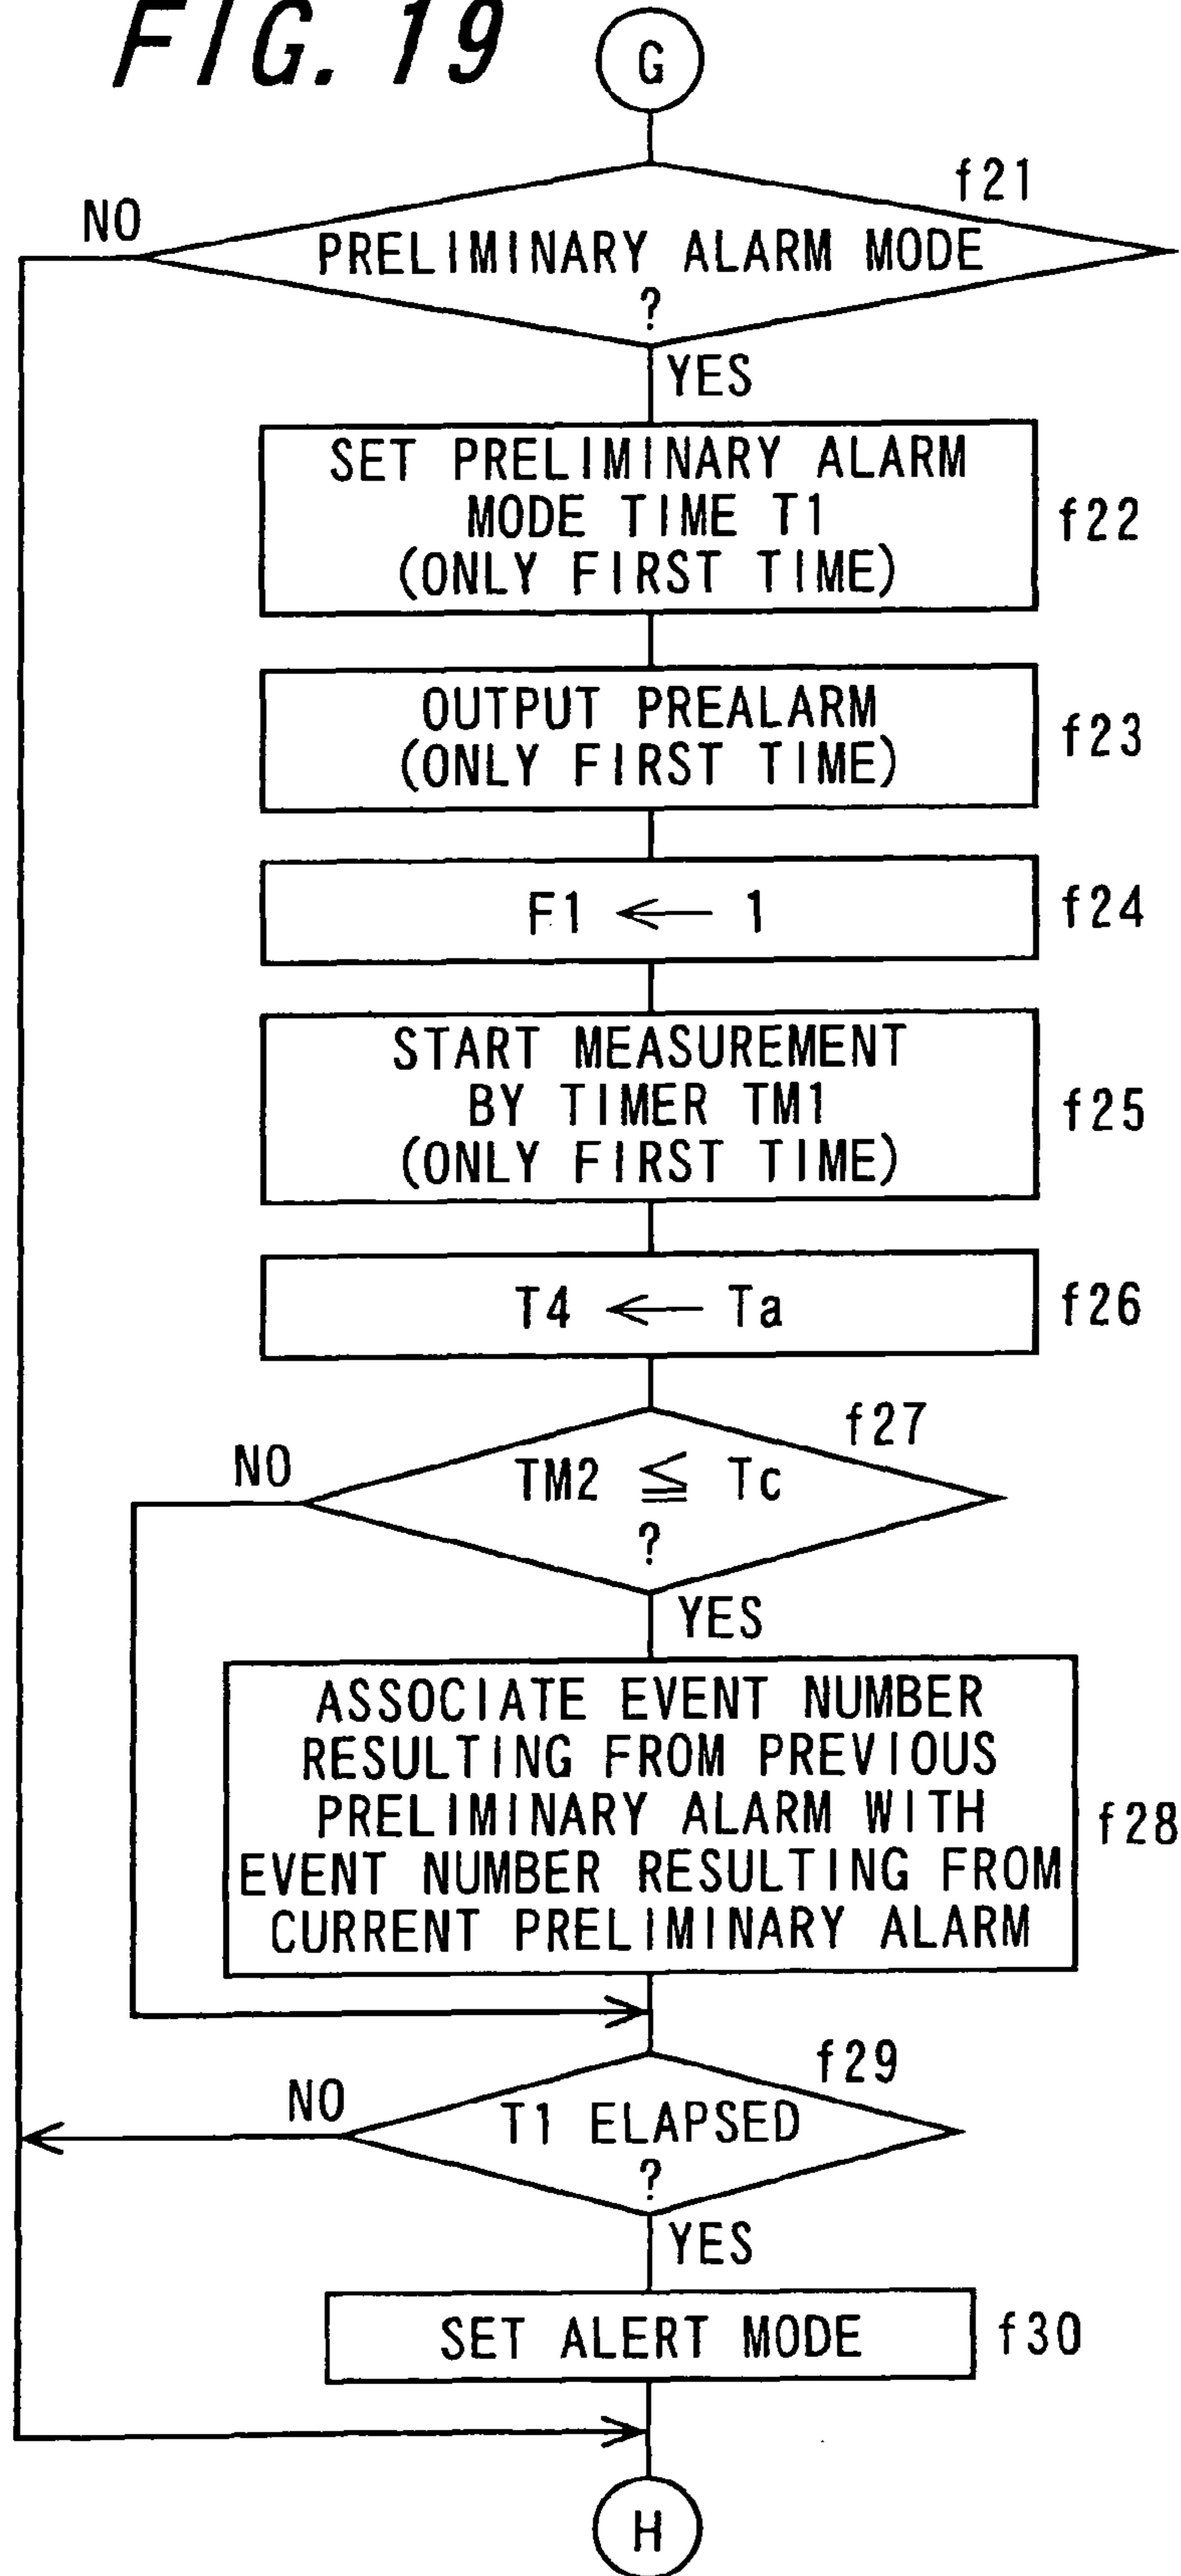 FIG. 19
G
f21
NO
PRELIMINARY ALARM MODE
?
YES
SET PRELIMINARY ALARM
MODE TIME T1
(ONLY FIRST TIME)
f22
OUTPUT PREALARM
(ONLY FIRST TIME)
f23
F1 ← 1
f24
START MEASUREMENT
BY TIMER TM1
(ONLY FIRST TIME)
f25
T4 ← Ta
f26
f27
NO
TM2 ≦ Tc
?
YES
ASSOCIATE EVENT NUMBER
RESULTING FROM PREVIOUS
PRELIMINARY ALARM WITH
EVENT NUMBER RESULTING FROM
CURRENT PRELIMINARY ALARM
f28
f29
NO
T1 ELAPSED
?
YES
SET ALERT MODE
f30
H